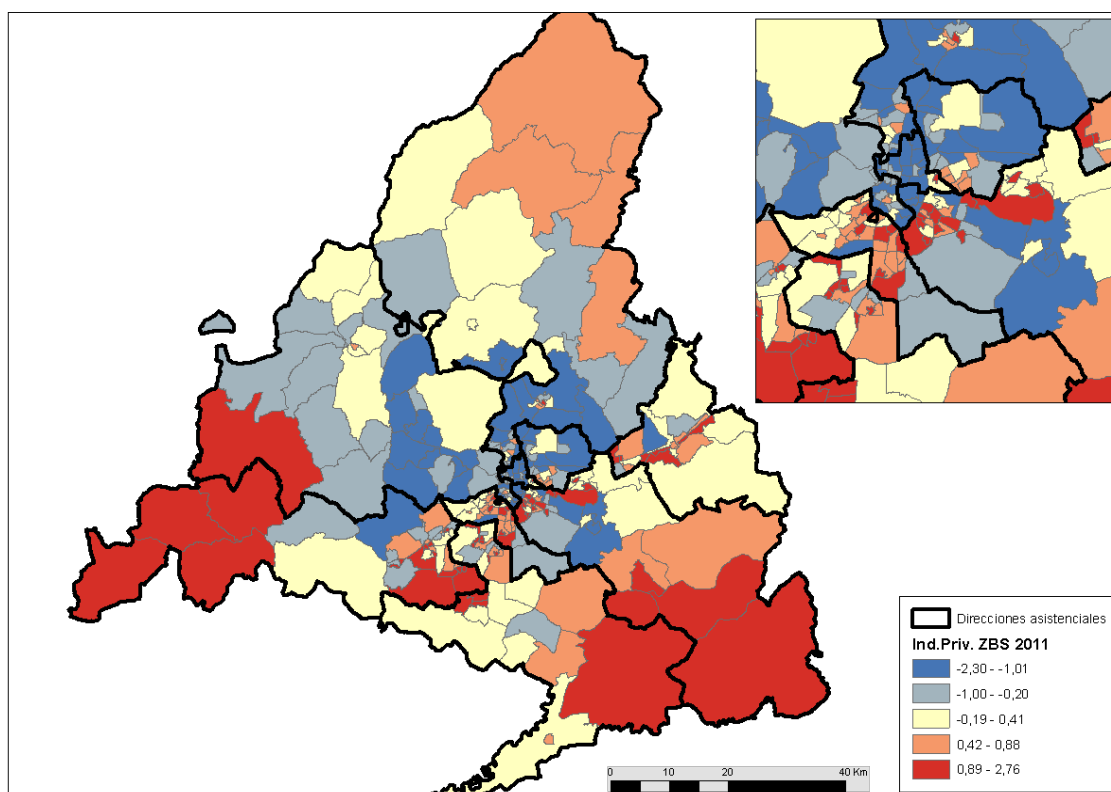 Direcciones asistenciales
Ind.Priv. ZBS 2011
-2,30 - -1,01
-1,00 - -0,20
-0,19 - 0,41
0,42 - 0,88
0,89 - 2,76
0 10 20 40 Km